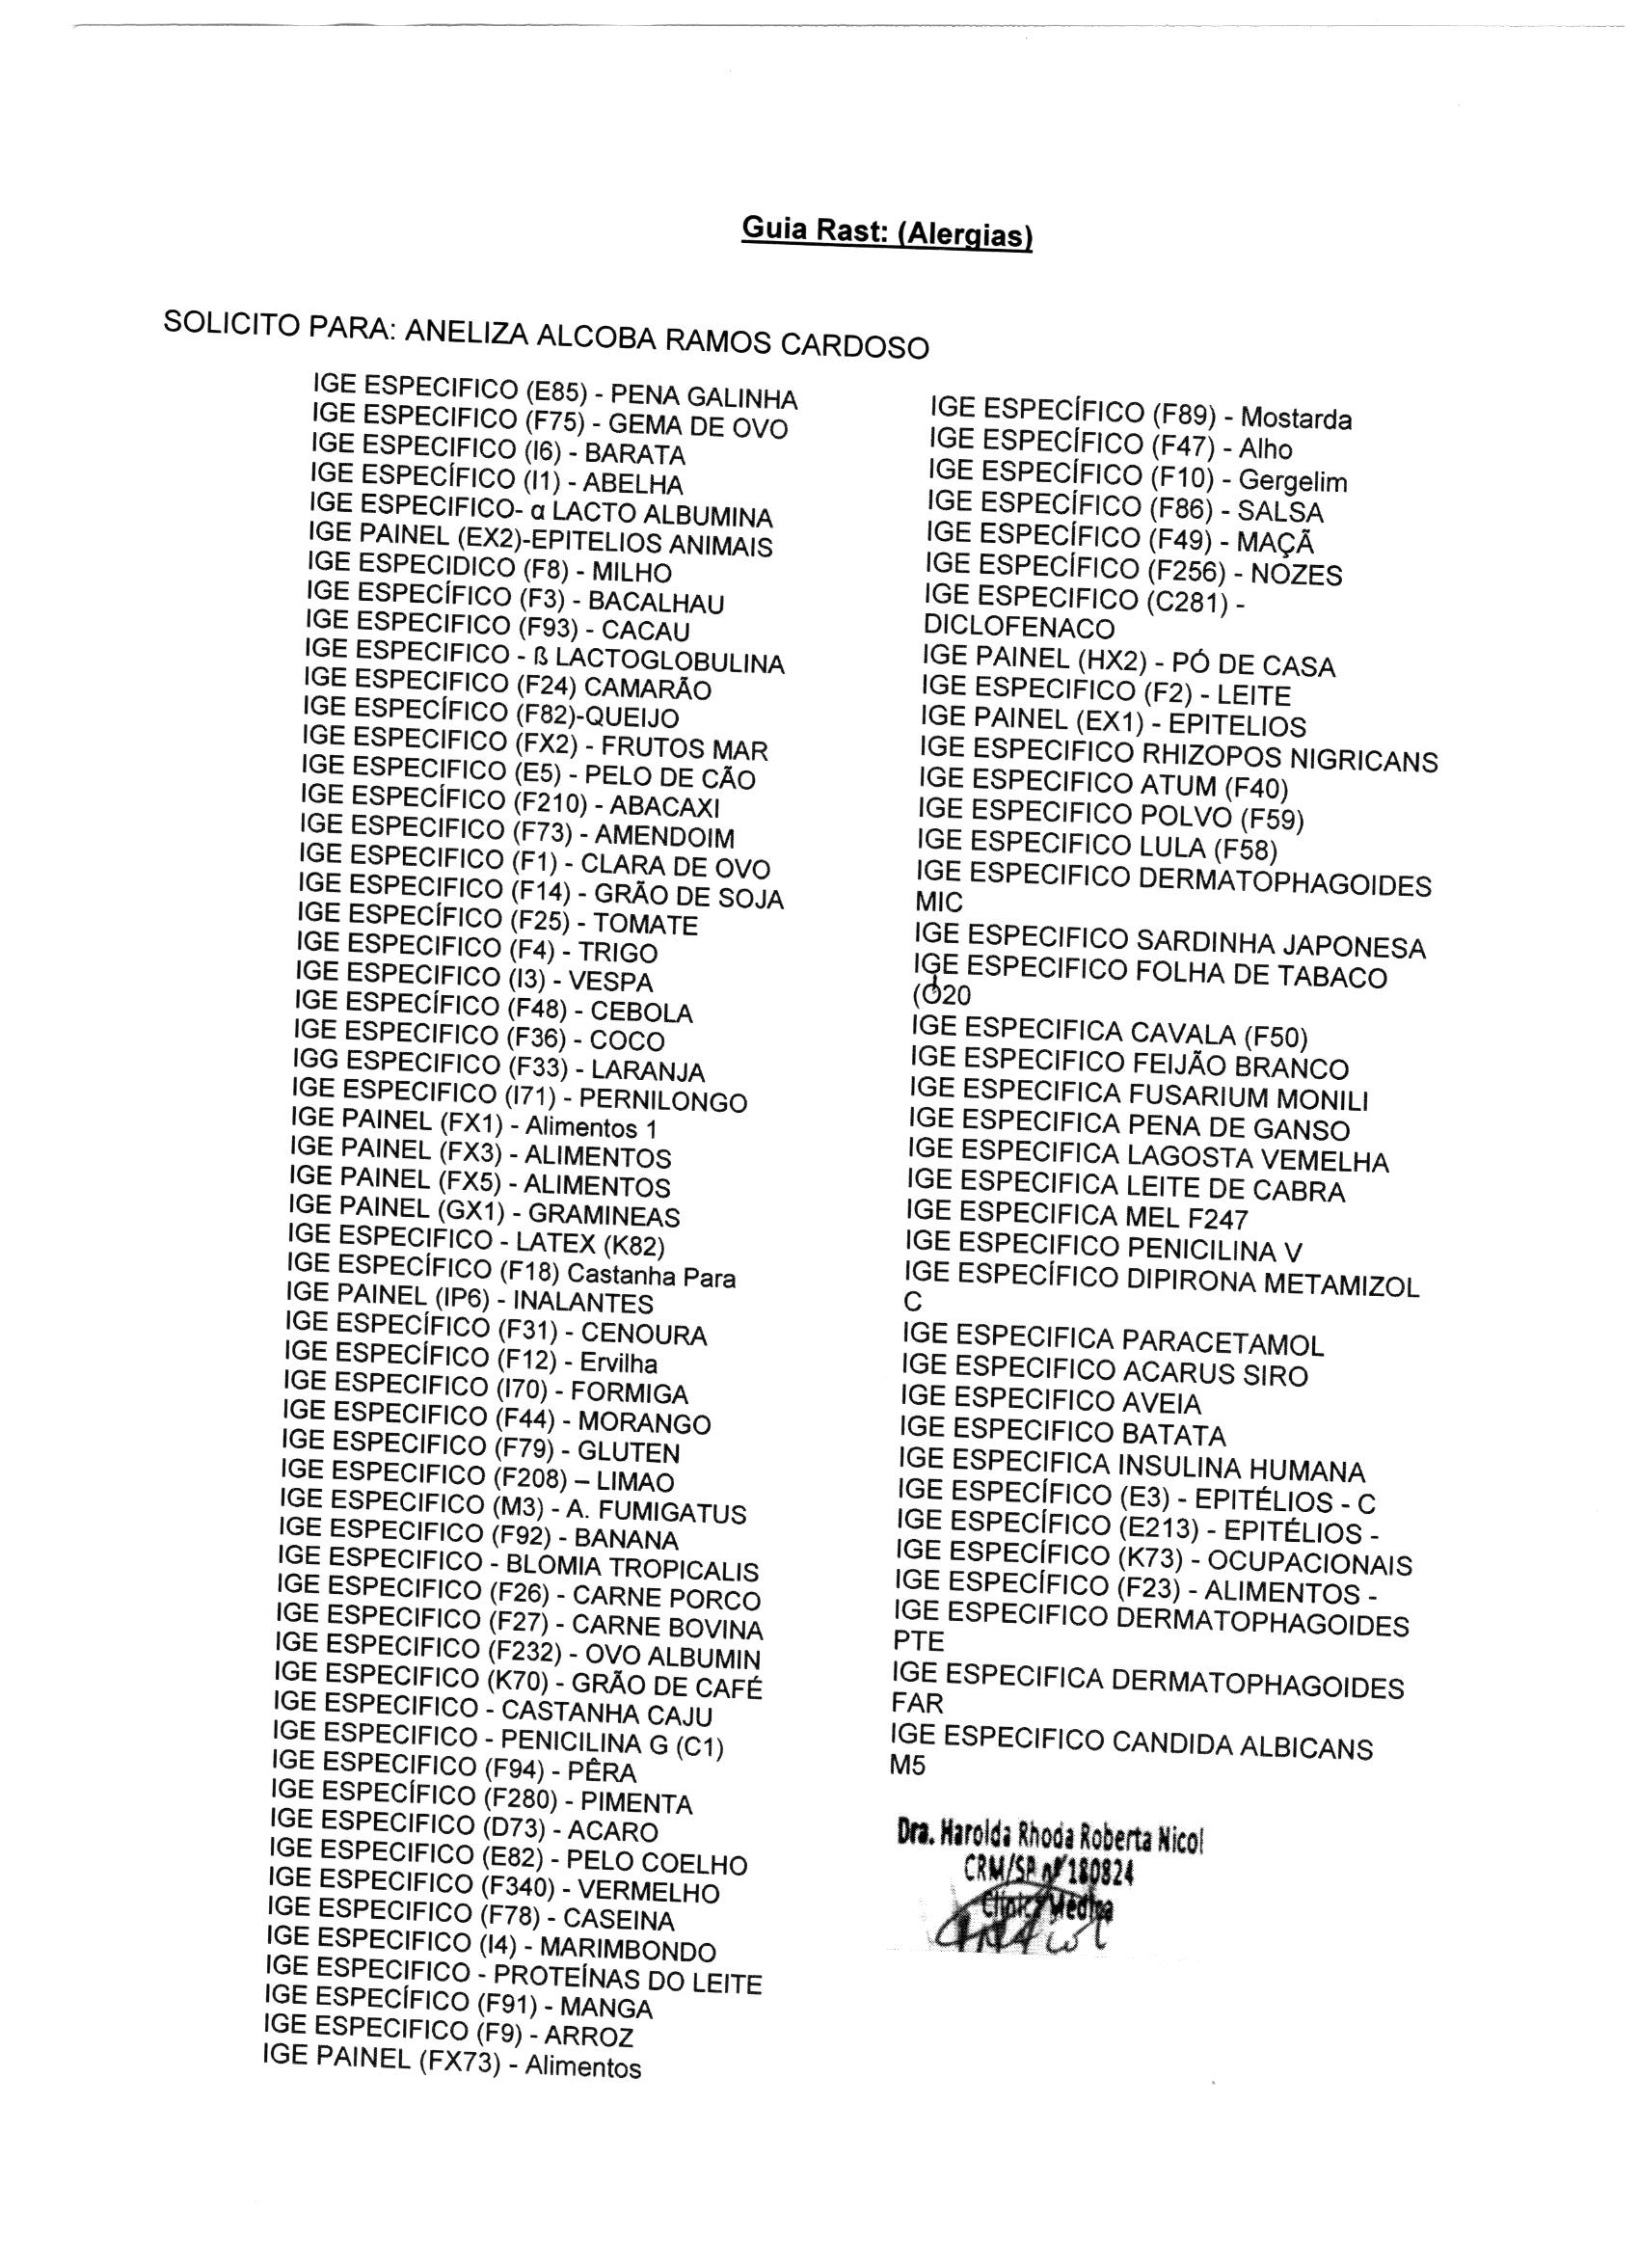 Guia Rast: (Alergias)
SOLICITO PARA: ANELIZA ALCOBA RAMOS CARDOSO
IGE ESPECIFICO (E85) - PENA GALINHA
IGE ESPECIFICO (F75) - GEMA DE OVO
IGE ESPECIFICO (I6) - BARATA
IGE ESPECÍFICO (I1) - ABELHA
IGE ESPECIFICO- α LACTO ALBUMINA
IGE PAINEL (EX2)-EPITELIOS ANIMAIS
IGE ESPECIDICO (F8) - MILHO
IGE ESPECÍFICO (F3) - BACALHAU
IGE ESPECIFICO (F93) - CACAU
IGE ESPECIFICO - ß LACTOGLOBULINA
IGE ESPECIFICO (F24) CAMARÃO
IGE ESPECÍFICO (F82)-QUEIJO
IGE ESPECIFICO (FX2) - FRUTOS MAR
IGE ESPECIFICO (E5) - PELO DE CÃO
IGE ESPECÍFICO (F210) - ABACAXI
IGE ESPECIFICO (F73) - AMENDOIM
IGE ESPECIFICO (F1) - CLARA DE OVO
IGE ESPECIFICO (F14) - GRÃO DE SOJA
IGE ESPECÍFICO (F25) - TOMATE
IGE ESPECIFICO (F4) - TRIGO
IGE ESPECIFICO (I3) - VESPA
IGE ESPECÍFICO (F48) - CEBOLA
IGE ESPECIFICO (F36) - COCO
IGG ESPECIFICO (F33) - LARANJA
IGE ESPECIFICO (I71) - PERNILONGO
IGE PAINEL (FX1) - Alimentos 1
IGE PAINEL (FX3) - ALIMENTOS
IGE PAINEL (FX5) - ALIMENTOS
IGE PAINEL (GX1) - GRAMINEAS
IGE ESPECIFICO - LATEX (K82)
IGE ESPECÍFICO (F18) Castanha Para
IGE PAINEL (IP6) - INALANTES
IGE ESPECÍFICO (F31) - CENOURA
IGE ESPECÍFICO (F12) - Ervilha
IGE ESPECIFICO (I70) - FORMIGA
IGE ESPECIFICO (F44) - MORANGO
IGE ESPECIFICO (F79) - GLUTEN
IGE ESPECIFICO (F208) – LIMAO
IGE ESPECIFICO (M3) - A. FUMIGATUS
IGE ESPECIFICO (F92) - BANANA
IGE ESPECIFICO - BLOMIA TROPICALIS
IGE ESPECIFICO (F26) - CARNE PORCO
IGE ESPECIFICO (F27) - CARNE BOVINA
IGE ESPECIFICO (F232) - OVO ALBUMIN
IGE ESPECIFICO (K70) - GRÃO DE CAFÉ
IGE ESPECIFICO - CASTANHA CAJU
IGE ESPECIFICO - PENICILINA G (C1)
IGE ESPECIFICO (F94) - PÊRA
IGE ESPECÍFICO (F280) - PIMENTA
IGE ESPECIFICO (D73) - ACARO
IGE ESPECIFICO (E82) - PELO COELHO
IGE ESPECIFICO (F340) - VERMELHO
IGE ESPECIFICO (F78) - CASEINA
IGE ESPECIFICO (I4) - MARIMBONDO
IGE ESPECIFICO - PROTEÍNAS DO LEITE
IGE ESPECÍFICO (F91) - MANGA
IGE ESPECIFICO (F9) - ARROZ
IGE PAINEL (FX73) - Alimentos
IGE ESPECÍFICO (F89) - Mostarda
IGE ESPECÍFICO (F47) - Alho
IGE ESPECÍFICO (F10) - Gergelim
IGE ESPECÍFICO (F86) - SALSA
IGE ESPECÍFICO (F49) - MAÇÃ
IGE ESPECÍFICO (F256) - NOZES
IGE ESPECIFICO (C281) -
DICLOFENACO
IGE PAINEL (HX2) - PÓ DE CASA
IGE ESPECIFICO (F2) - LEITE
IGE PAINEL (EX1) - EPITELIOS
IGE ESPECIFICO RHIZOPOS NIGRICANS
IGE ESPECIFICO ATUM (F40)
IGE ESPECIFICO POLVO (F59)
IGE ESPECIFICO LULA (F58)
IGE ESPECIFICO DERMATOPHAGOIDES
MIC
IGE ESPECIFICO SARDINHA JAPONESA
IGE ESPECIFICO FOLHA DE TABACO
(O20
IGE ESPECIFICA CAVALA (F50)
IGE ESPECIFICO FEIJÃO BRANCO
IGE ESPECIFICA FUSARIUM MONILI
IGE ESPECIFICA PENA DE GANSO
IGE ESPECIFICA LAGOSTA VEMELHA
IGE ESPECIFICA LEITE DE CABRA
IGE ESPECIFICA MEL F247
IGE ESPECIFICO PENICILINA V
IGE ESPECÍFICO DIPIRONA METAMIZOL
C
IGE ESPECIFICA PARACETAMOL
IGE ESPECIFICO ACARUS SIRO
IGE ESPECIFICO AVEIA
IGE ESPECIFICO BATATA
IGE ESPECIFICA INSULINA HUMANA
IGE ESPECÍFICO (E3) - EPITÉLIOS - C
IGE ESPECÍFICO (E213) - EPITÉLIOS -
IGE ESPECÍFICO (K73) - OCUPACIONAIS
IGE ESPECÍFICO (F23) - ALIMENTOS -
IGE ESPECIFICO DERMATOPHAGOIDES
PTE
IGE ESPECIFICA DERMATOPHAGOIDES
FAR
IGE ESPECIFICO CANDIDA ALBICANS
M5
Dra. Harolda Rhoda Roberta Nicol
CRM/SP nº 180824
Clínica Médica